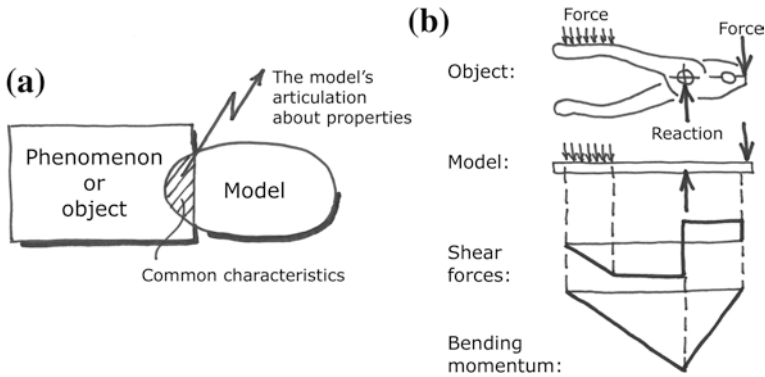 (a)
The model's
articulation
about properties
Phenomenon
or
object
Model
Common characteristics
(b)
Force
Force
Object:
Reaction
Model:
Shear
forces:
Bending
momentum: